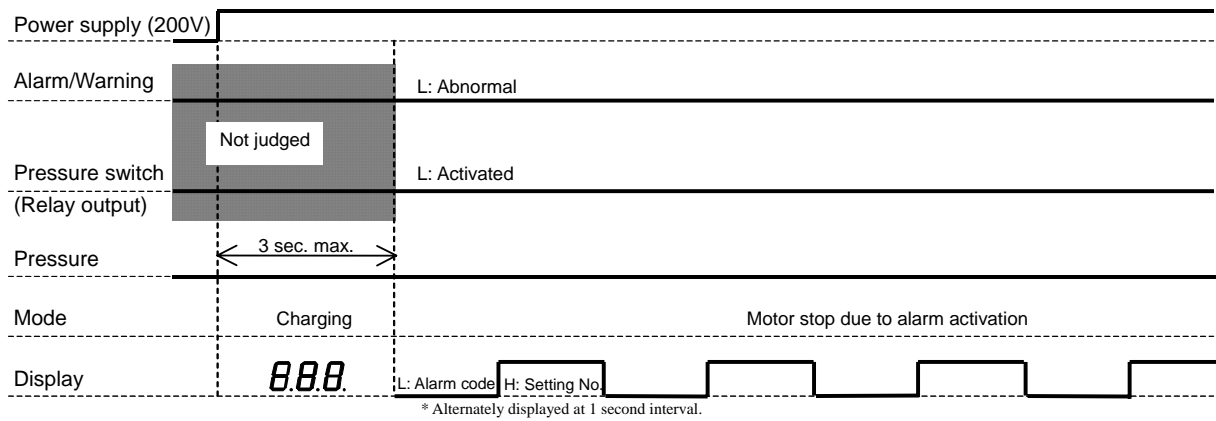 Power supply (200V)
Alarm/Warning
L: Abnormal
Not judged
Pressure switch
L: Activated
(Relay output)
3 sec. max.
Pressure
Mode
Charging
Motor stop due to alarm activation
Display
8.8.8.
L: Alarm code
H: Setting No.
* Alternately displayed at 1 second interval.